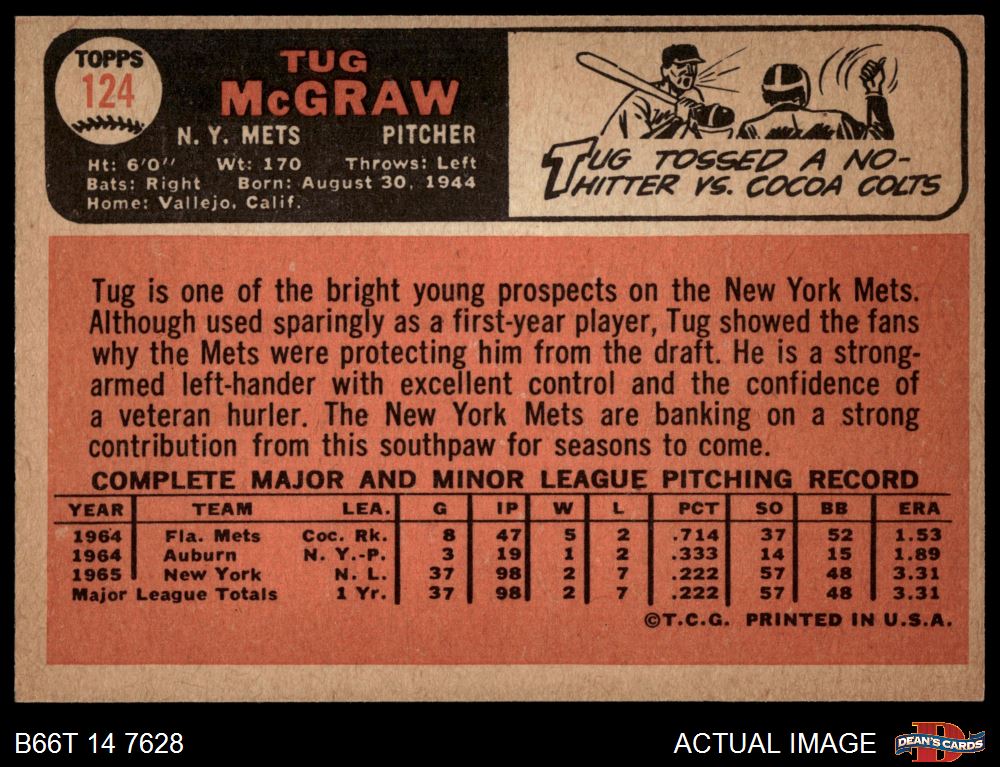 TOPPS
124
TUG
McGRAW
N. Y. METS PITCHER
Ht: 6'0" Wt: 170 Throws: Left
Bats: Right Born: August 30, 1944
Home: Vallejo, Calif.
TUG TOSSED A NO-
HITTER VS. COCOA COLTS
Tug is one of the bright young prospects on the New York Mets.
Although used sparingly as a first-year player, Tug showed the fans
why the Mets were protecting him from the draft. He is a strong-
armed left-hander with excellent control and the confidence of
a veteran hurler. The New York Mets are banking on a strong
contribution from this southpaw for seasons to come.
COMPLETE MAJOR AND MINOR LEAGUE PITCHING RECORD
YEAR TEAM LEA. G IP W L PCT SO BB ERA
1964 Fla. Mets Coc. Rk. 8 47 5 2 .714 37 52 1.53
1964 Auburn N. Y.-P. 3 19 1 2 .333 14 15 1.89
1965 New York N. L. 37 98 2 7 .222 57 48 3.31
Major League Totals 1 Yr. 37 98 2 7 .222 57 48 3.31
©T.C.G. PRINTED IN U.S.A.
B66T 14 7628
ACTUAL IMAGE
D
DEAN'S CARDS